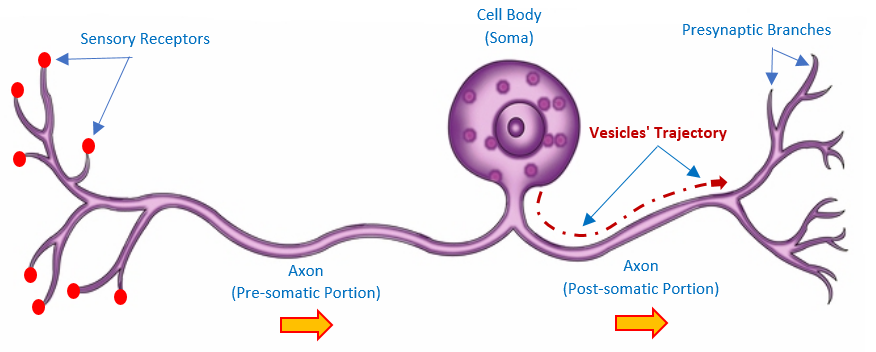 Cell Body
(Soma)
Sensory Receptors
Presynaptic Branches
Vesicles' Trajectory
Axon
(Pre-somatic Portion)
Axon
(Post-somatic Portion)